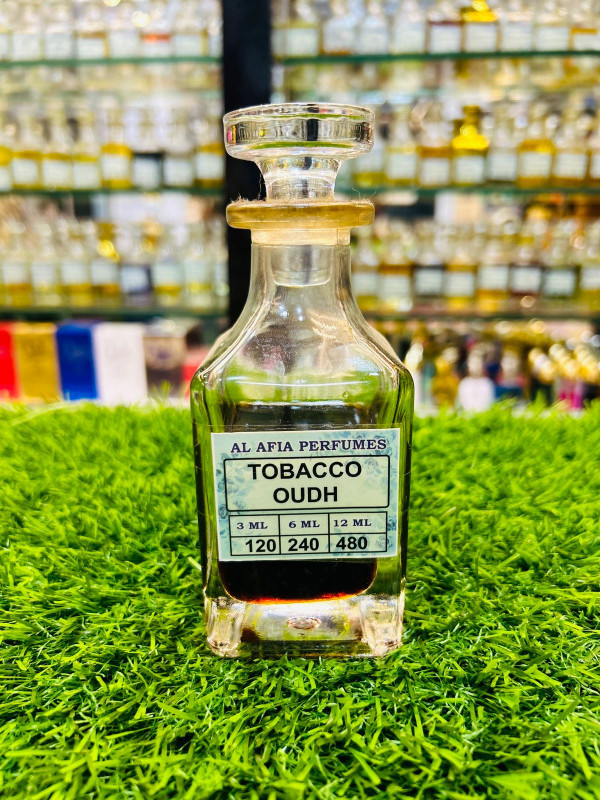 AL AFIA PERFUMES
TOBACCO
OUDH
3 ML 6 ML 12 ML
120 240 480